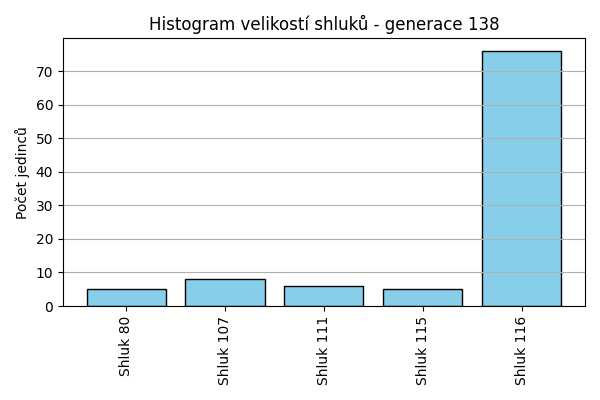 Histogram velikostí shluků - generace 138
Počet jedinců
70
60
50
40
30
20
10
0
Shluk 80
Shluk 107
Shluk 111
Shluk 115
Shluk 116